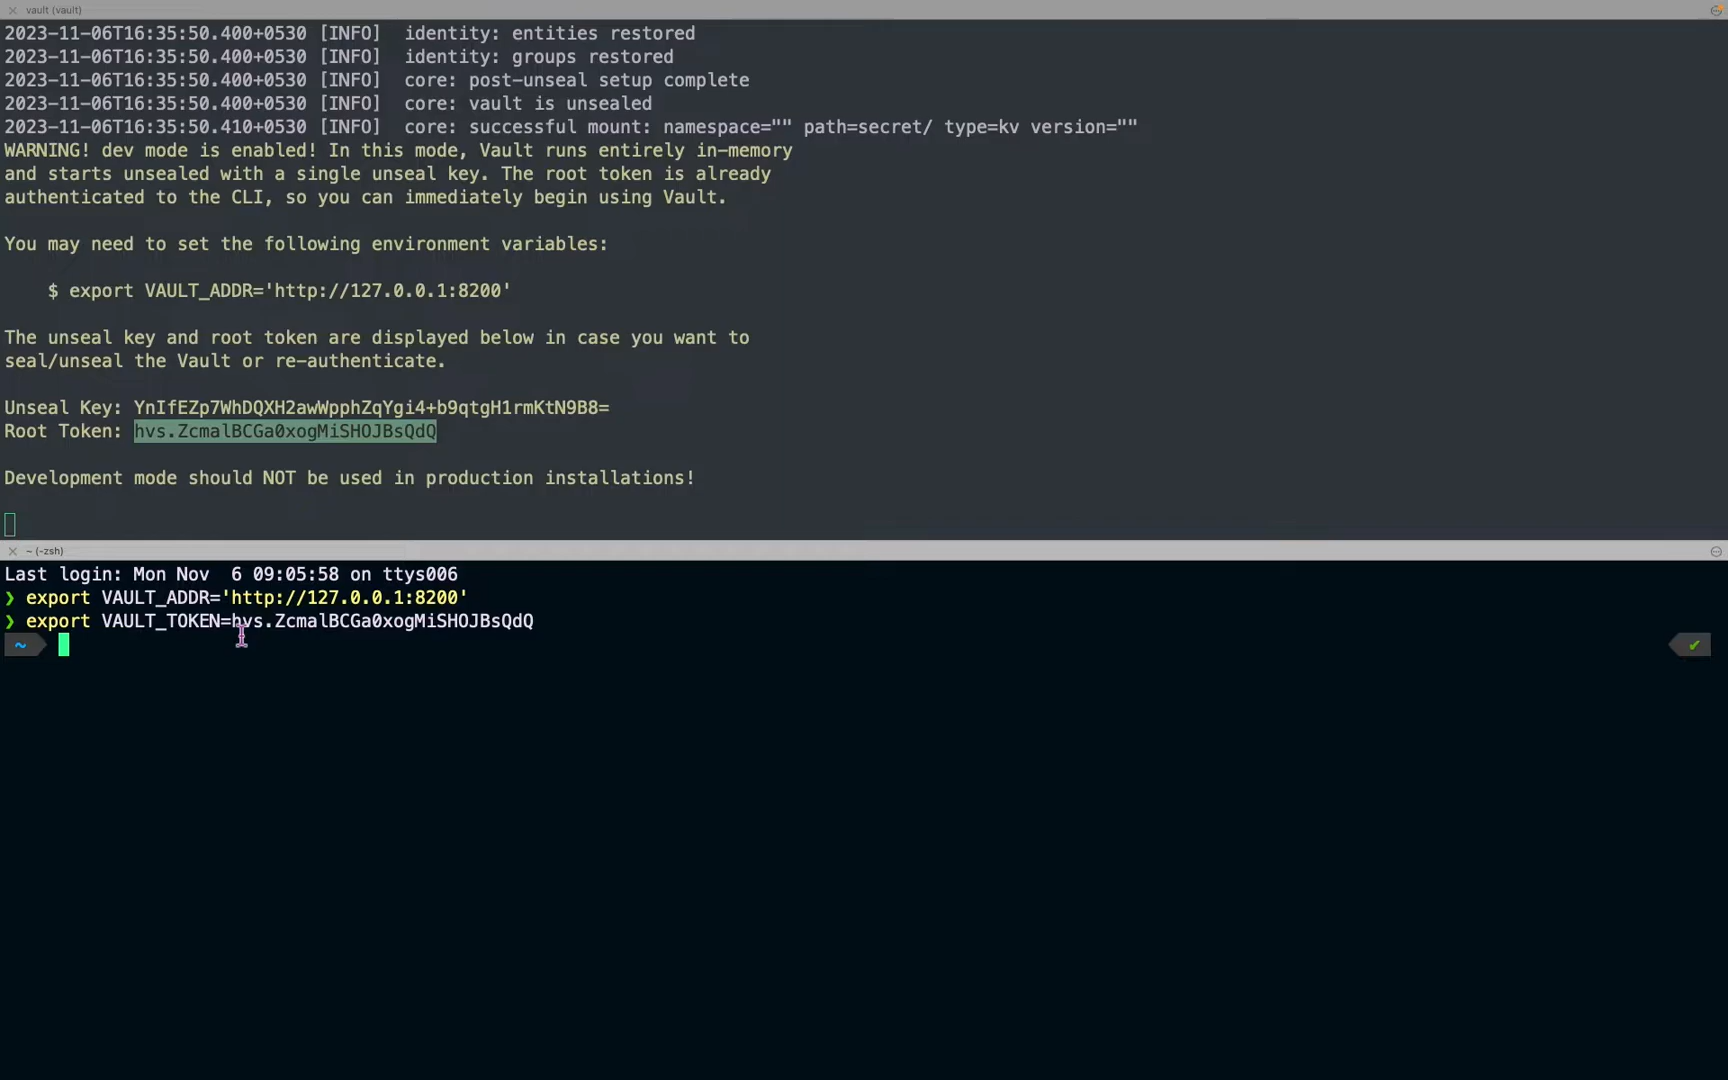 vault (vault)
2023-11-06T16:35:50.400+0530 [INFO]  identity: entities restored
2023-11-06T16:35:50.400+0530 [INFO]  identity: groups restored
2023-11-06T16:35:50.400+0530 [INFO]  core: post-unseal setup complete
2023-11-06T16:35:50.400+0530 [INFO]  core: vault is unsealed
2023-11-06T16:35:50.410+0530 [INFO]  core: successful mount: namespace="" path=secret/ type=kv version=""
WARNING! dev mode is enabled! In this mode, Vault runs entirely in-memory
and starts unsealed with a single unseal key. The root token is already
authenticated to the CLI, so you can immediately begin using Vault.
You may need to set the following environment variables:
$ export VAULT_ADDR='http://127.0.0.1:8200'
The unseal key and root token are displayed below in case you want to
seal/unseal the Vault or re-authenticate.
Unseal Key: YnIfEZp7WhDQXH2awWpphZqYgi4+b9qtgH1rmKtN9B8=
Root Token: hvs.ZcmalBCGa0xogMiSHOJBsQdQ
Development mode should NOT be used in production installations!
~ (-zsh)
Last login: Mon Nov  6 09:05:58 on ttys006
❯ export VAULT_ADDR='http://127.0.0.1:8200'
❯ export VAULT_TOKEN=hvs.ZcmalBCGa0xogMiSHOJBsQdQ
~